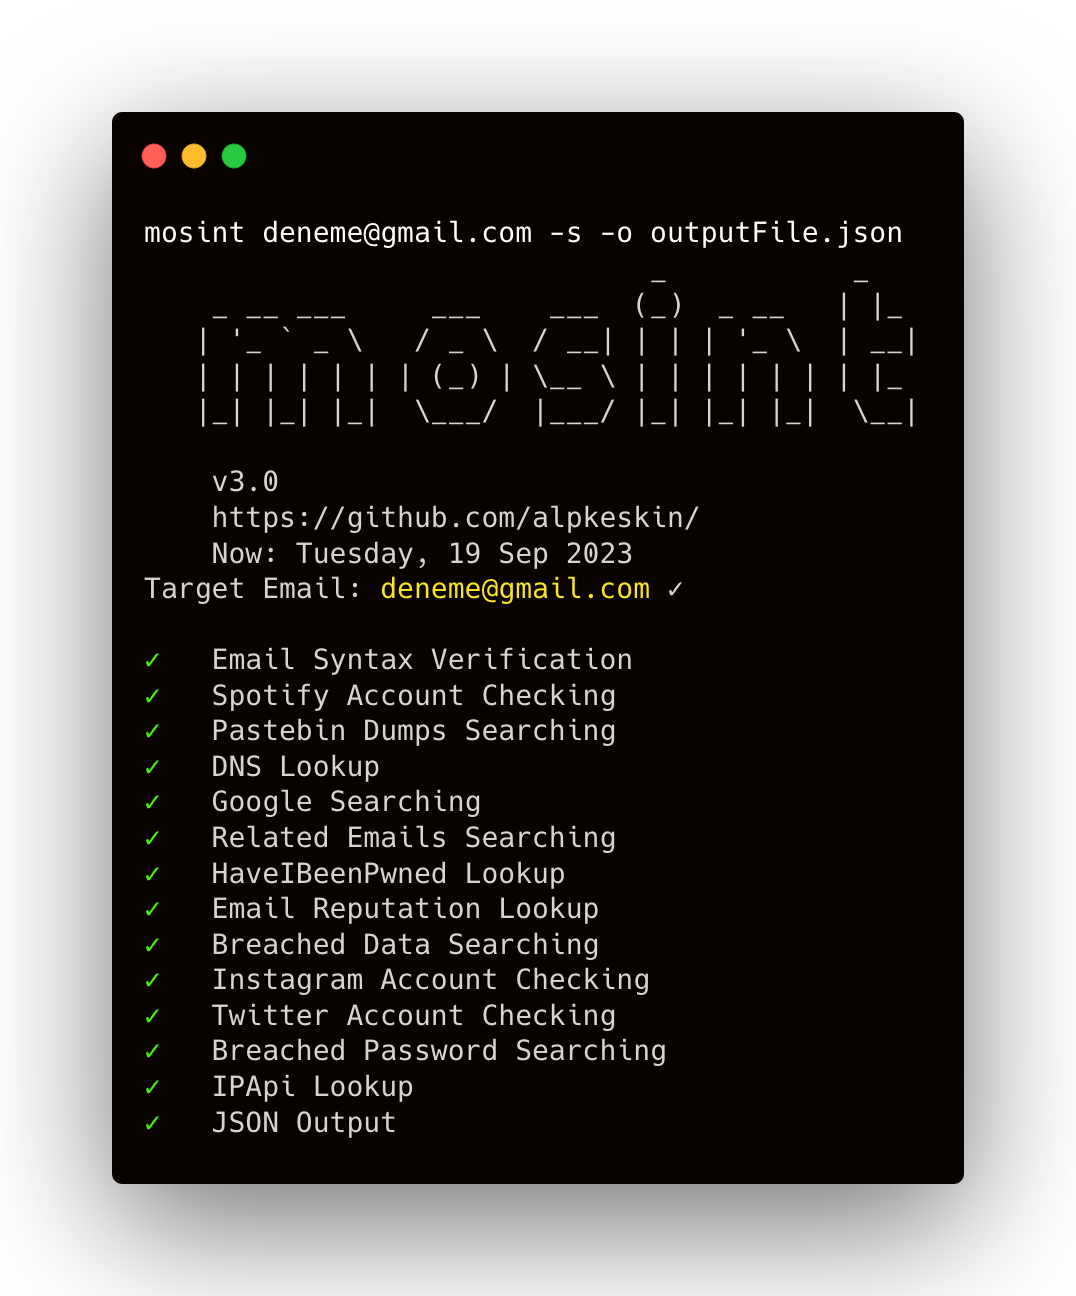 mosint deneme@gmail.com -s -o outputFile.json
mosint
v3.0
https://github.com/alpkeskin/
Now: Tuesday, 19 Sep 2023
Target Email: deneme@gmail.com ✓
✓ Email Syntax Verification
✓ Spotify Account Checking
✓ Pastebin Dumps Searching
✓ DNS Lookup
✓ Google Searching
✓ Related Emails Searching
✓ HaveIBeenPwned Lookup
✓ Email Reputation Lookup
✓ Breached Data Searching
✓ Instagram Account Checking
✓ Twitter Account Checking
✓ Breached Password Searching
✓ IPApi Lookup
✓ JSON Output